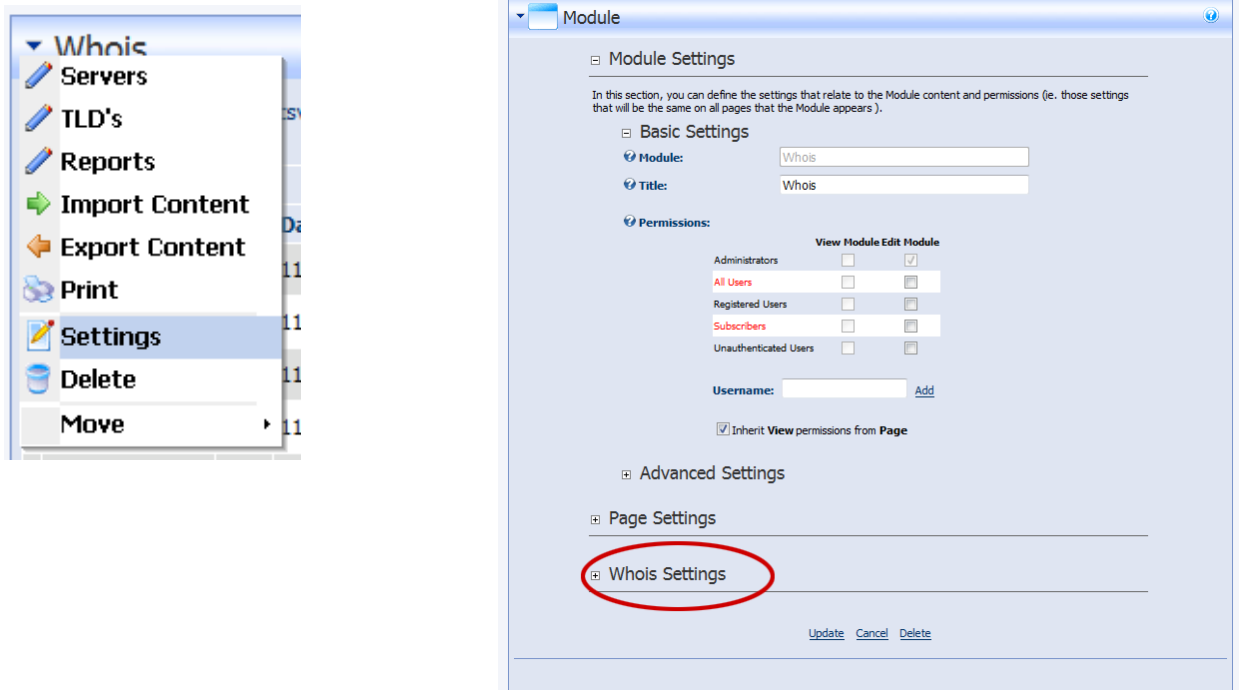 Whois
Servers
TLD's
Reports
Import Content
Export Content
Print
Settings
Delete
Move
11
11
11
11
Module
Module Settings
In this section, you can define the settings that relate to the Module content and permissions (ie. those settings
that will be the same on all pages that the Module appears ).
Basic Settings
Module: Whois
Title: Whois
Permissions:
View Module Edit Module
Administrators
All Users
Registered Users
Subscribers
Unauthenticated Users
Username: Add
Inherit View permissions from Page
Advanced Settings
Page Settings
Whois Settings
Update Cancel Delete